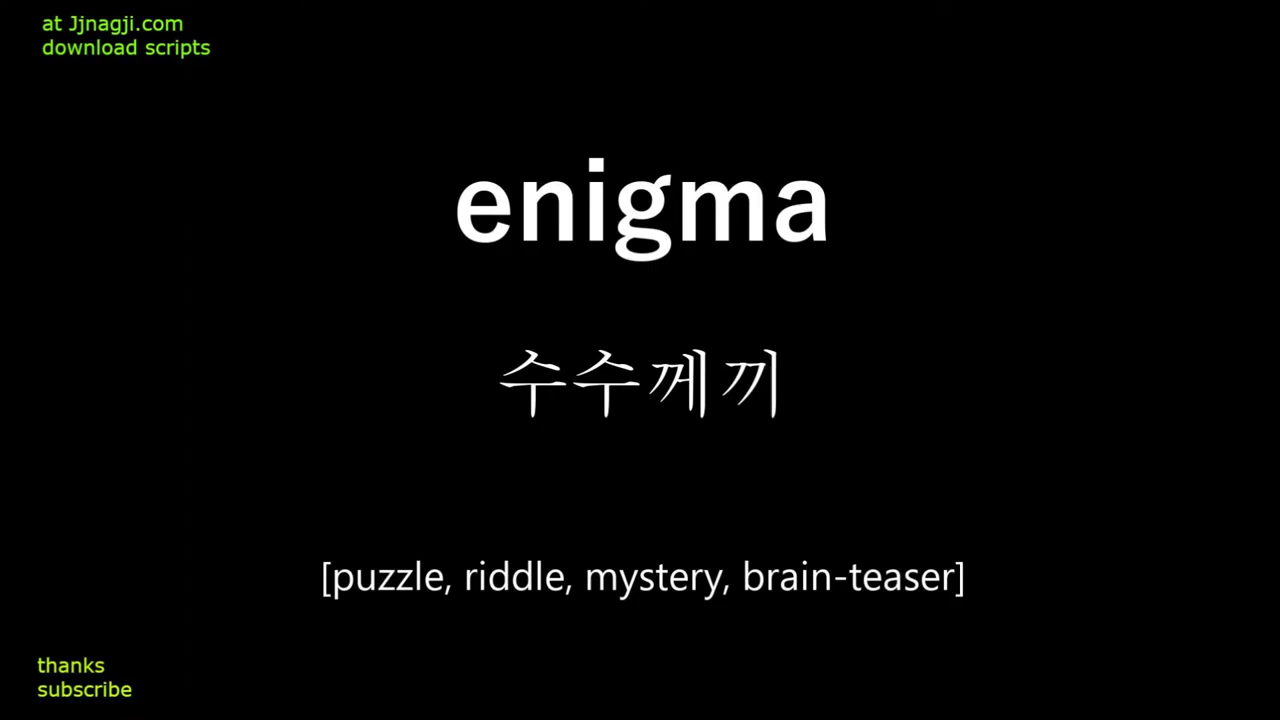 at Jjnagji.com
download scripts
enigma
수수께끼
[puzzle, riddle, mystery, brain-teaser]
thanks
subscribe